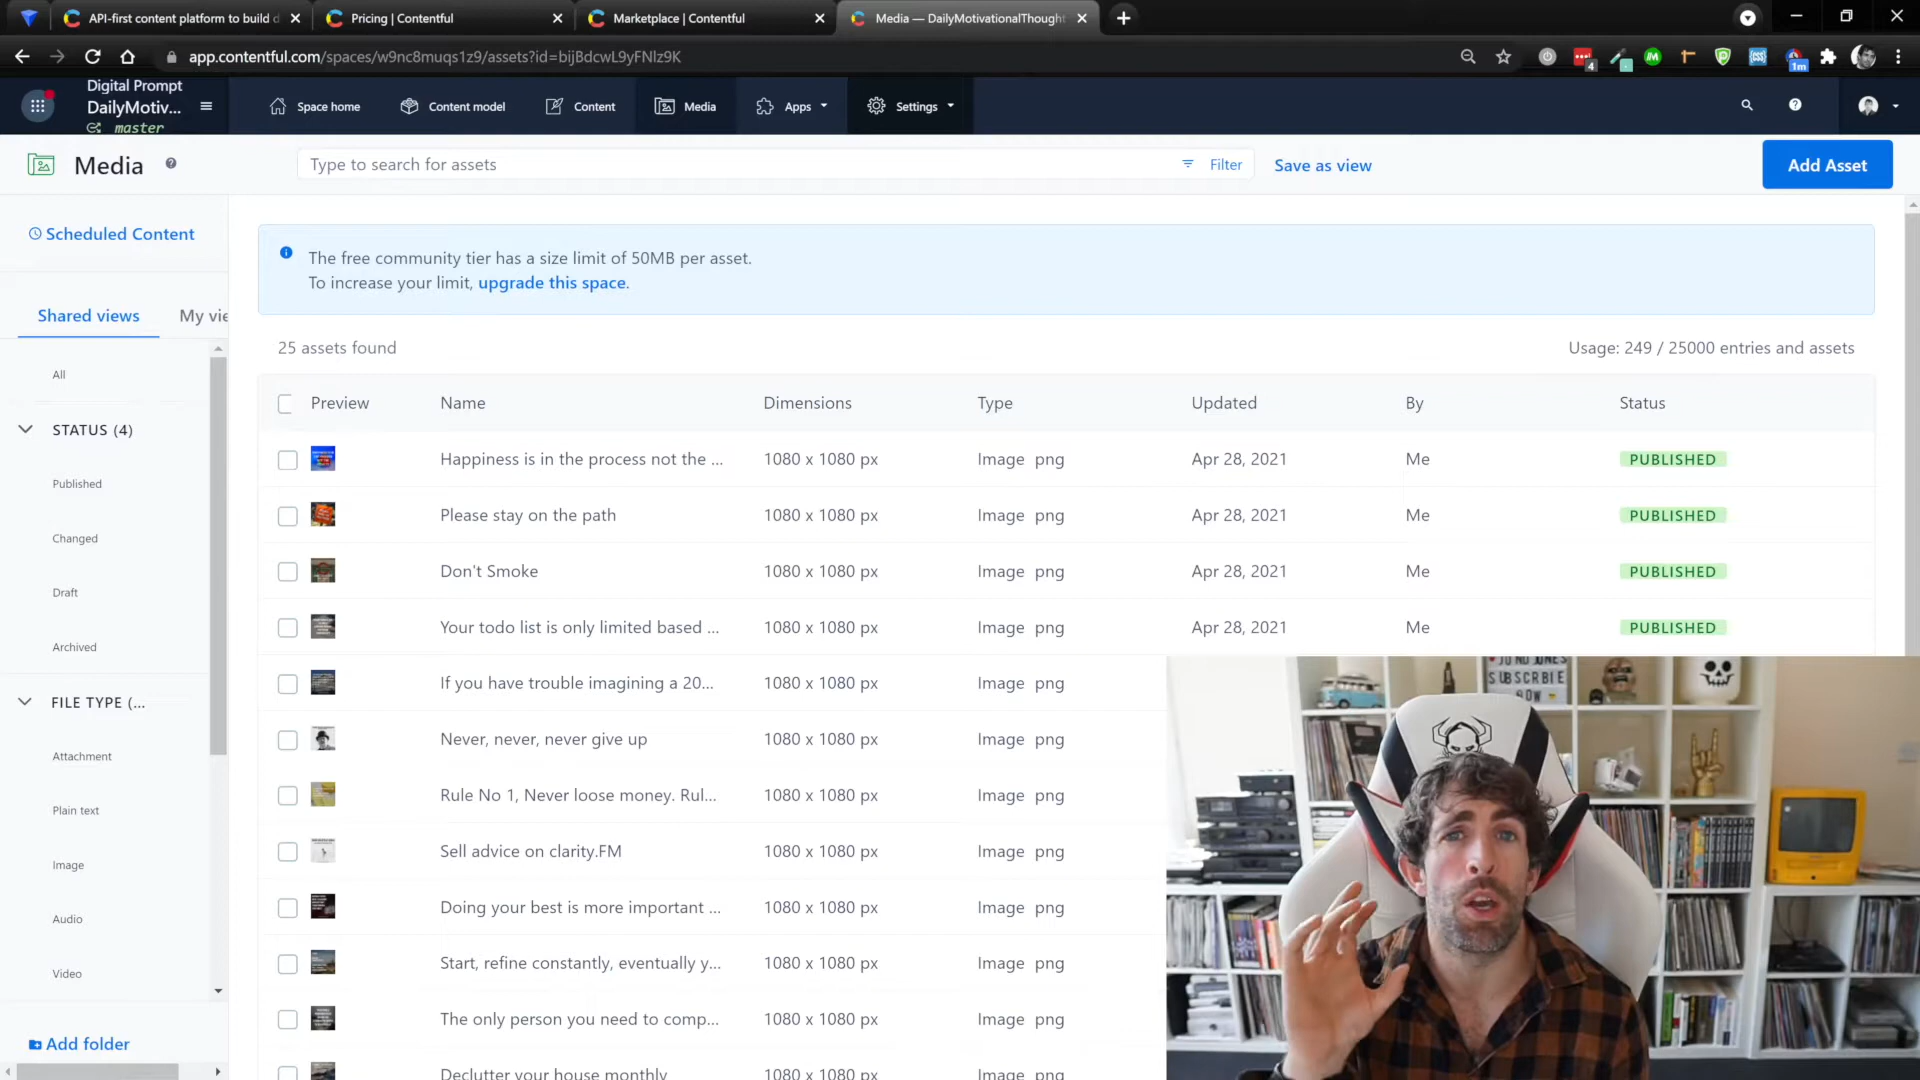 API-first content platform to build d
Pricing | Contentful
Marketplace | Contentful
Media — DailyMotivationalThought
app.contentful.com/spaces/w9nc8muqs1z9/assets?id=bijBdcwL9yFNlz9K
4
1m
Digital Prompt
DailyMotiv...
master
Space home
Content model
Content
Media
Apps
Settings
Media
Type to search for assets
Filter
Save as view
Add Asset
Scheduled Content
Shared views
My vie
All
STATUS (4)
Published
Changed
Draft
Archived
FILE TYPE (...
Attachment
Plain text
Image
Audio
Video
Add folder
The free community tier has a size limit of 50MB per asset.
To increase your limit, upgrade this space.
25 assets found
Usage: 249 / 25000 entries and assets
Preview Name Dimensions Type Updated By Status
Happiness is in the process not the ... 1080 x 1080 px Image png Apr 28, 2021 Me PUBLISHED
Please stay on the path 1080 x 1080 px Image png Apr 28, 2021 Me PUBLISHED
Don't Smoke 1080 x 1080 px Image png Apr 28, 2021 Me PUBLISHED
Your todo list is only limited based ... 1080 x 1080 px Image png Apr 28, 2021 Me PUBLISHED
If you have trouble imagining a 20... 1080 x 1080 px Image png
Never, never, never give up 1080 x 1080 px Image png
Rule No 1, Never loose money. Rul... 1080 x 1080 px Image png
Sell advice on clarity.FM 1080 x 1080 px Image png
Doing your best is more important ... 1080 x 1080 px Image png
Start, refine constantly, eventually y... 1080 x 1080 px Image png
The only person you need to comp... 1080 x 1080 px Image png
Declutter your house monthly 1080 x 1080 px Image png
JON D JONES
SUBSCRBIE
NOW